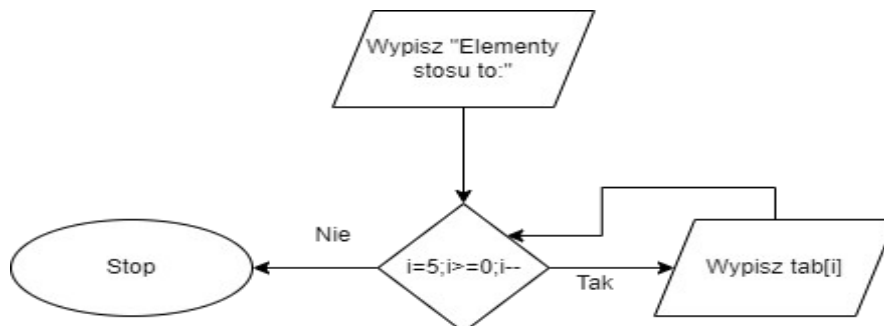 Wypisz "Elementy
stosu to:"
Nie
Stop
i=5;i>=0;i--
Tak
Wypisz tab[i]